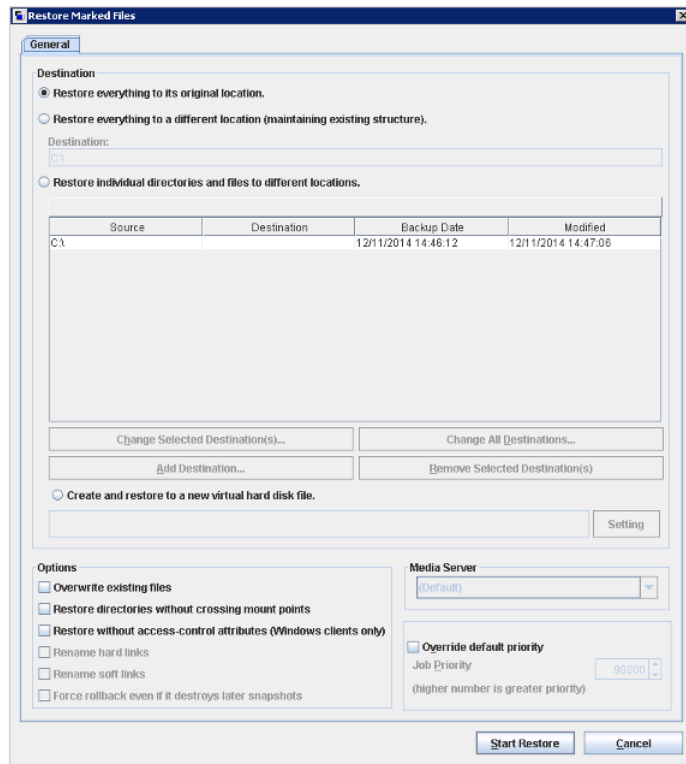 Restore Marked Files
General
Destination
Restore everything to its original location.
Restore everything to a different location (maintaining existing structure).
Destination:
C:\
Restore individual directories and files to different locations.
Source Destination Backup Date Modified
C:\ 12/11/2014 14:46:12 12/11/2014 14:47:06
Change Selected Destination(s)... Change All Destinations...
Add Destination... Remove Selected Destination(s)
Create and restore to a new virtual hard disk file.
Setting
Options
Overwrite existing files
Restore directories without crossing mount points
Restore without access-control attributes (Windows clients only)
Rename hard links
Rename soft links
Force rollback even if it destroys later snapshots
Media Server
(Default)
Override default priority
Job Priority 90000
(higher number is greater priority)
Start Restore Cancel